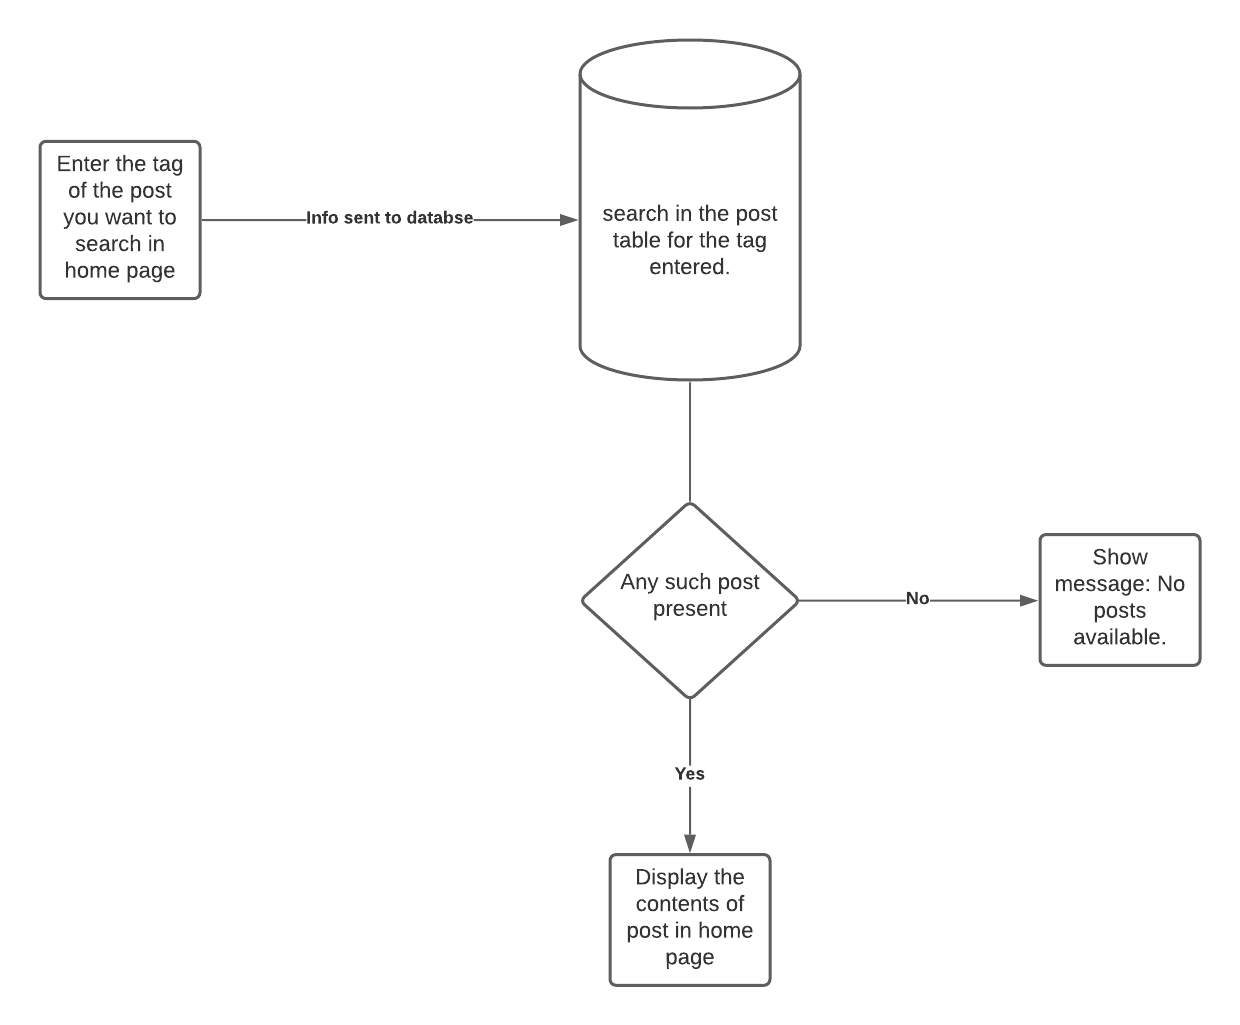 Enter the tag
of the post
you want to
search in
home page
Info sent to databse
search in the post
table for the tag
entered.
Any such post
present
No
Show
message: No
posts
available.
Yes
Display the
contents of
post in home
page